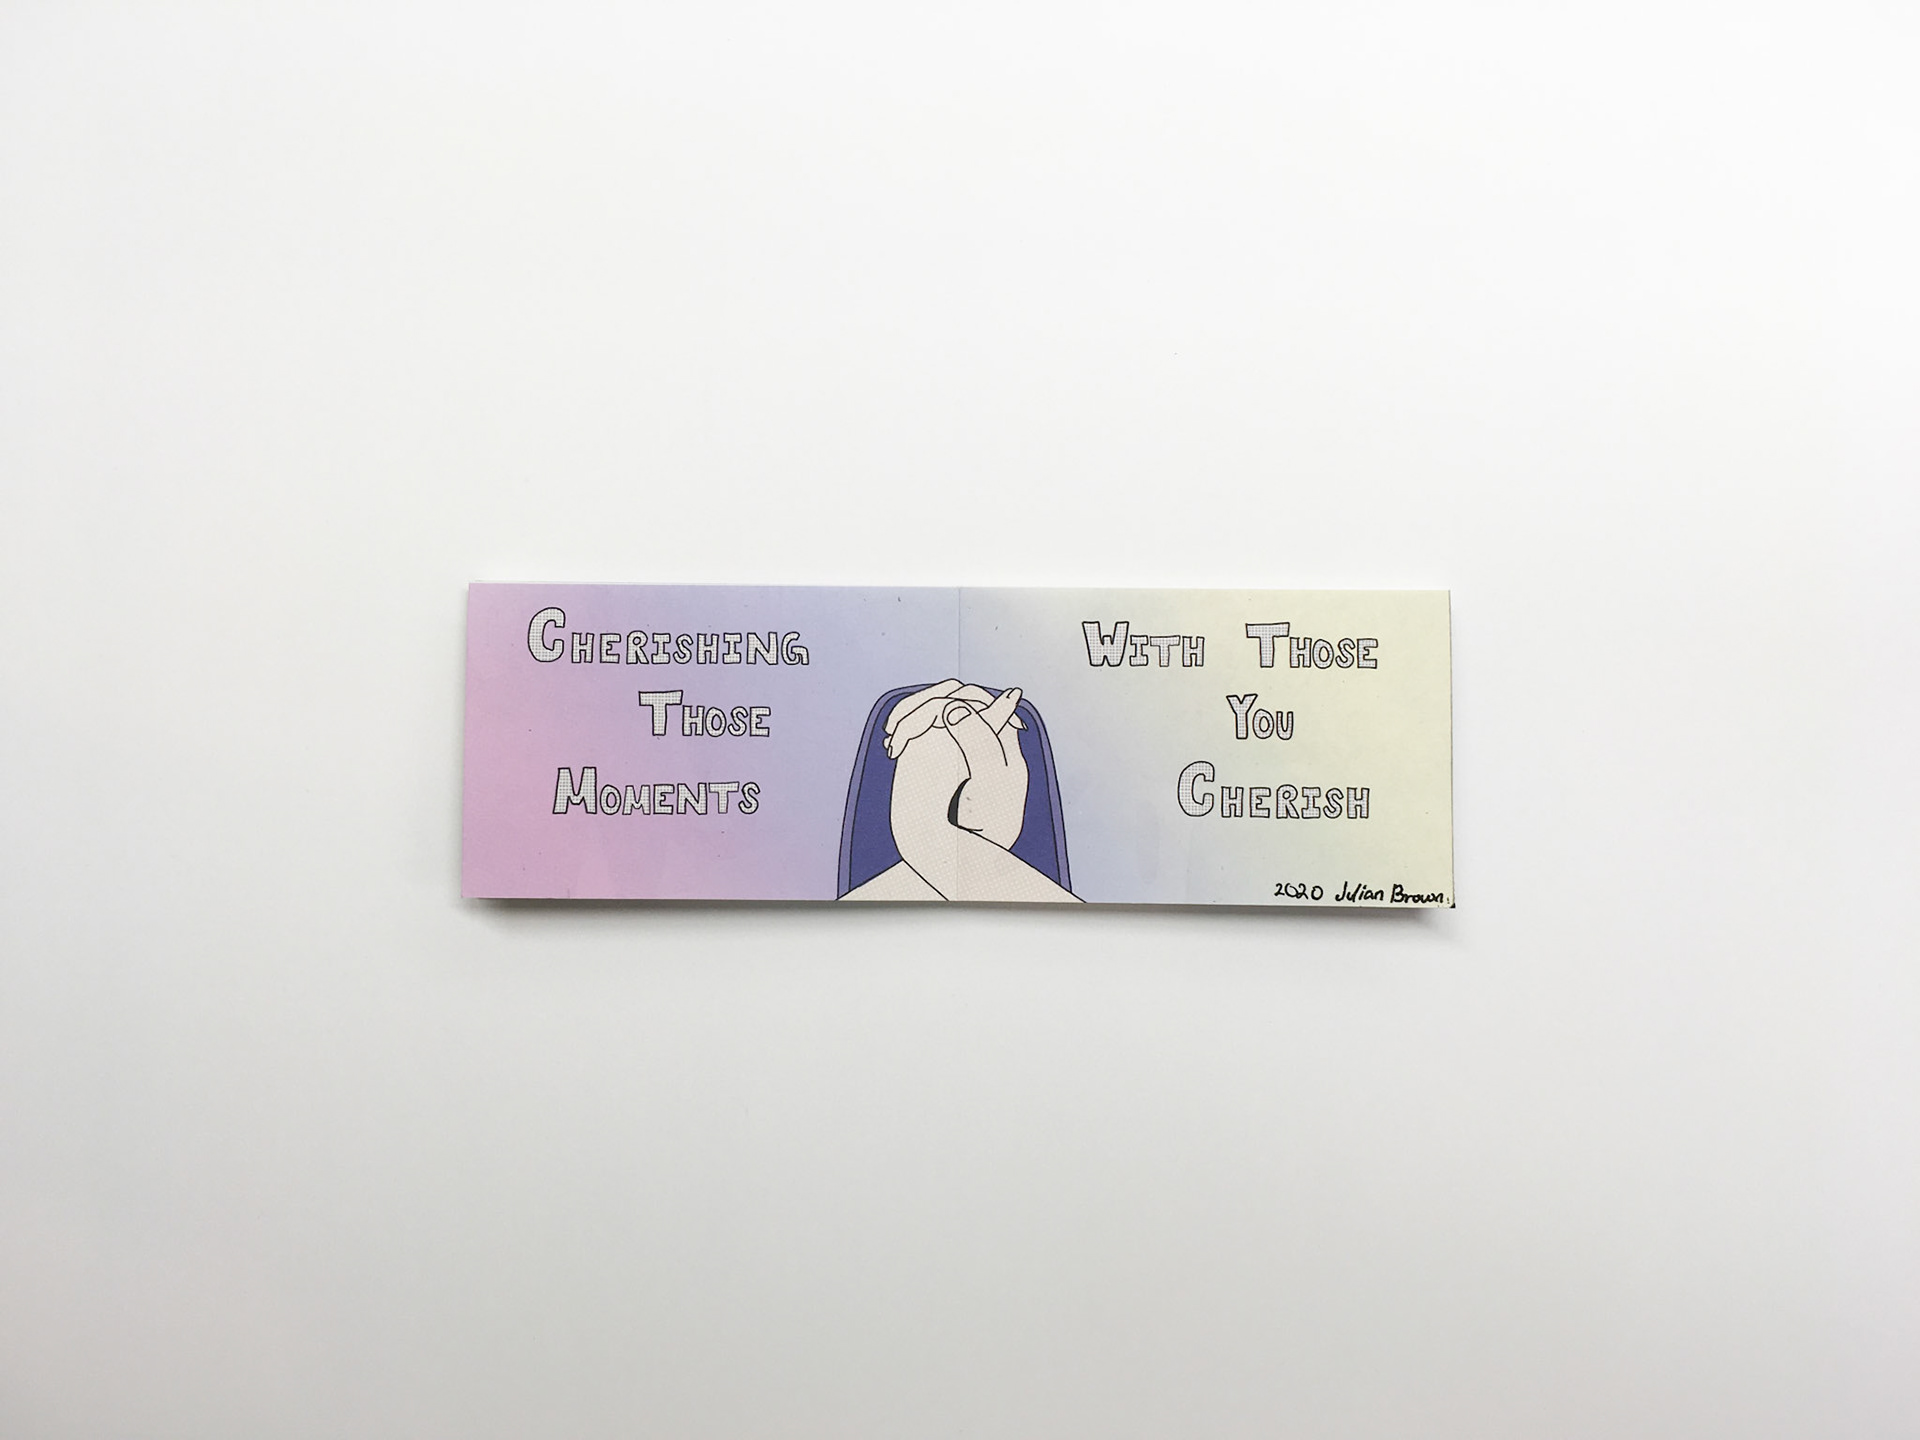 Cherishing
Those
Moments
With Those
You
Cherish
2020 Julian Brown.